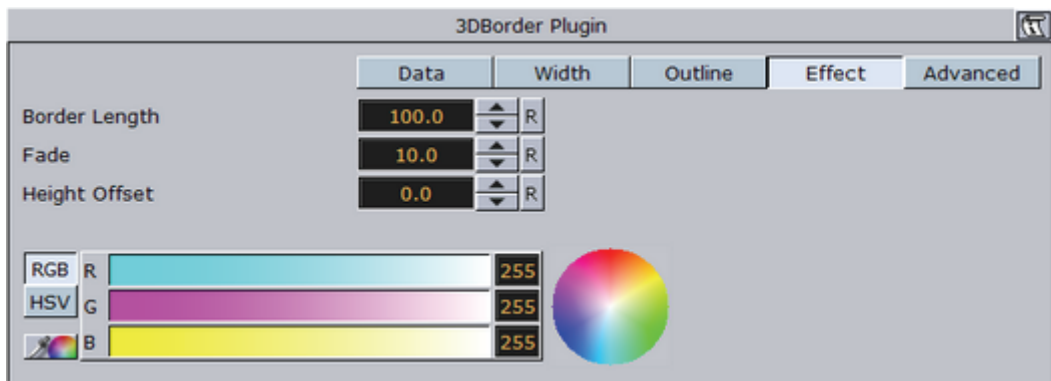 3DBorder Plugin
Data Width Outline Effect Advanced
Border Length 100.0 R
Fade 10.0 R
Height Offset 0.0 R
RGB R 255
HSV G 255
B 255